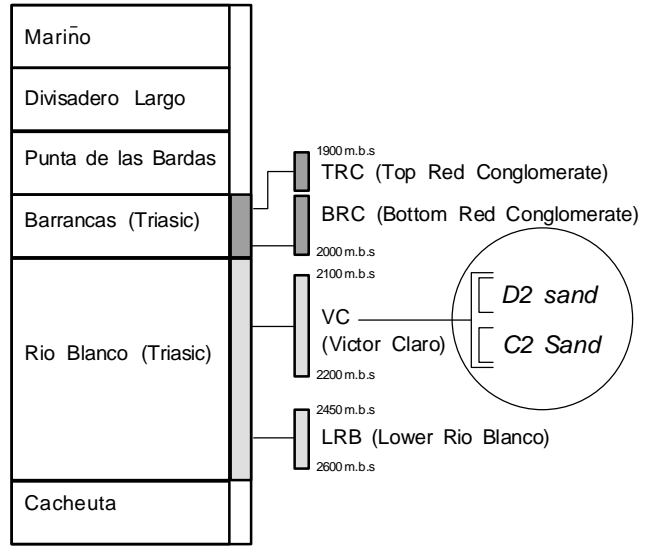 Mariño
Divisadero Largo
Punta de las Bardas
Barrancas (Triasic)
Rio Blanco (Triasic)
Cacheuta
1900 m.b.s
TRC (Top Red Conglomerate)
BRC (Bottom Red Conglomerate)
2000 m.b.s
2100 m.b.s
VC
(Victor Claro)
2200 m.b.s
2450 m.b.s
LRB (Lower Rio Blanco)
2600 m.b.s
D2 sand
C2 Sand